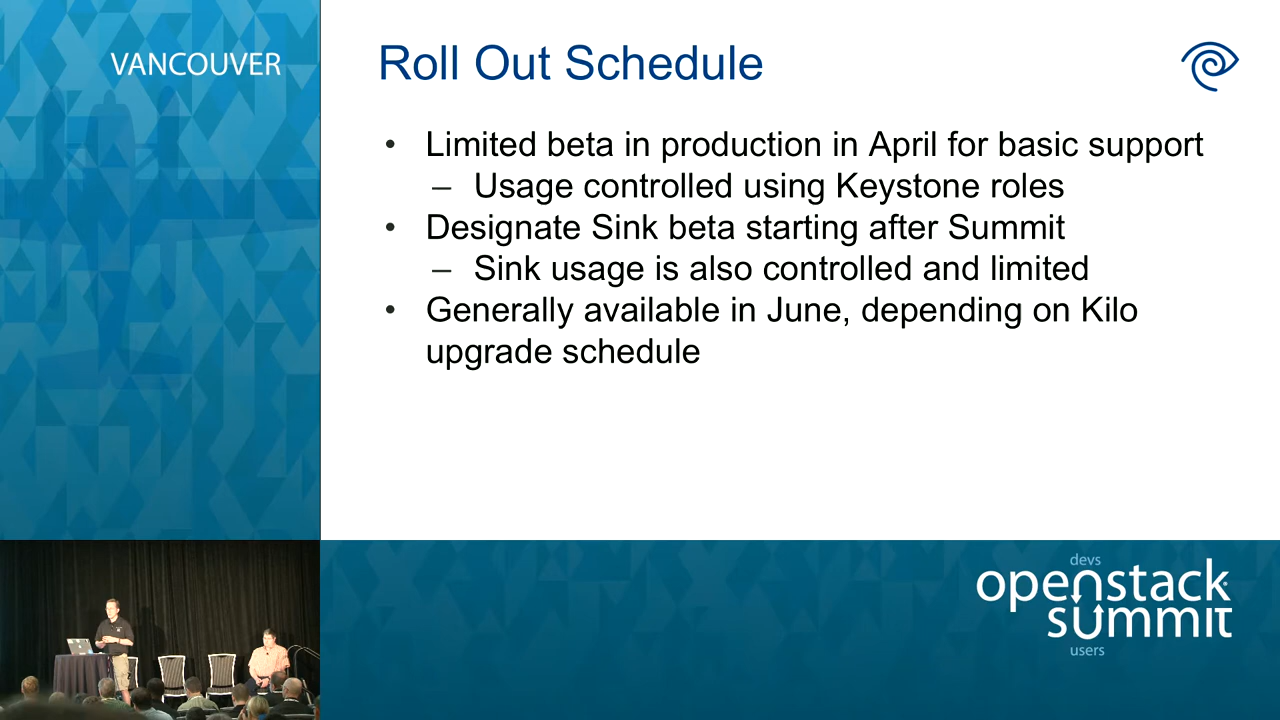 VANCOUVER
Roll Out Schedule
• Limited beta in production in April for basic support
– Usage controlled using Keystone roles
• Designate Sink beta starting after Summit
– Sink usage is also controlled and limited
• Generally available in June, depending on Kilo
upgrade schedule
devs
openstack
summit
users